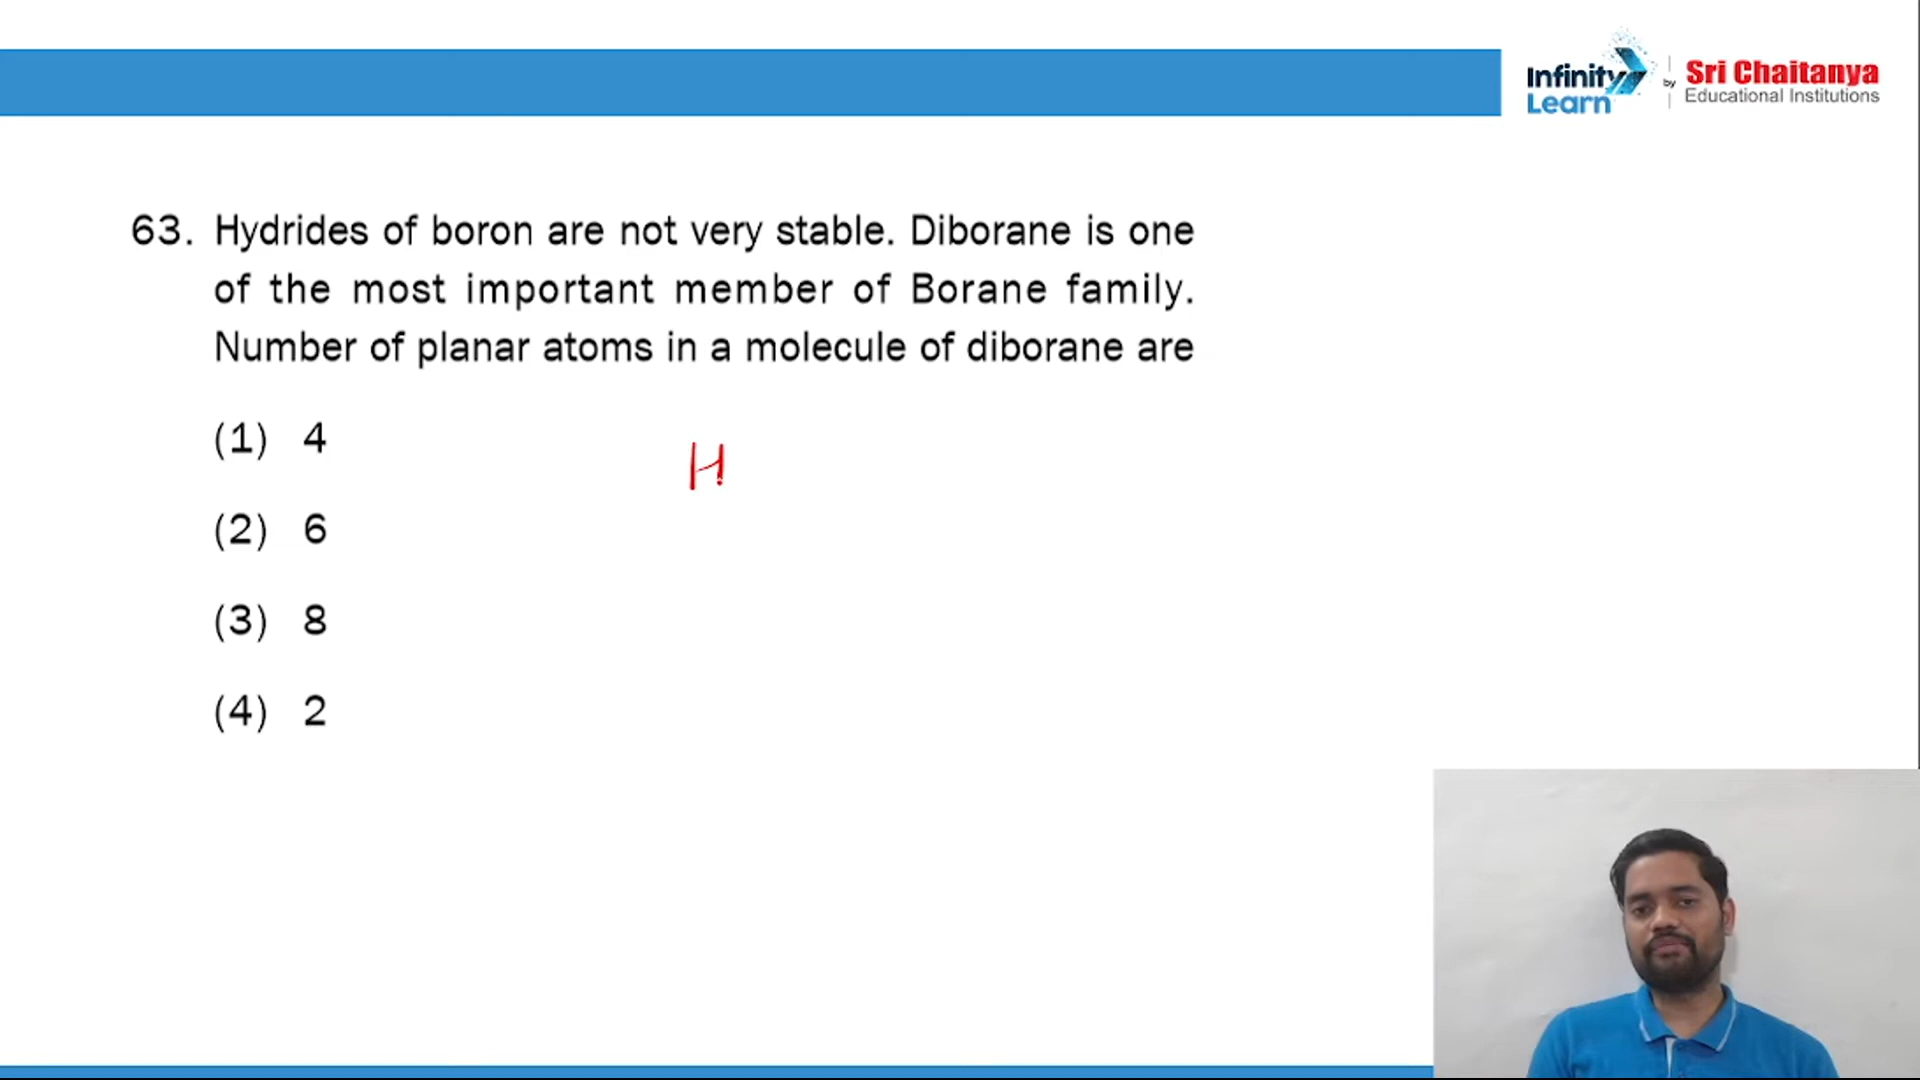 Infinity
Learn
by
Sri Chaitanya
Educational Institutions
63. Hydrides of boron are not very stable. Diborane is one
of the most important member of Borane family.
Number of planar atoms in a molecule of diborane are
(1) 4
H
(2) 6
(3) 8
(4) 2